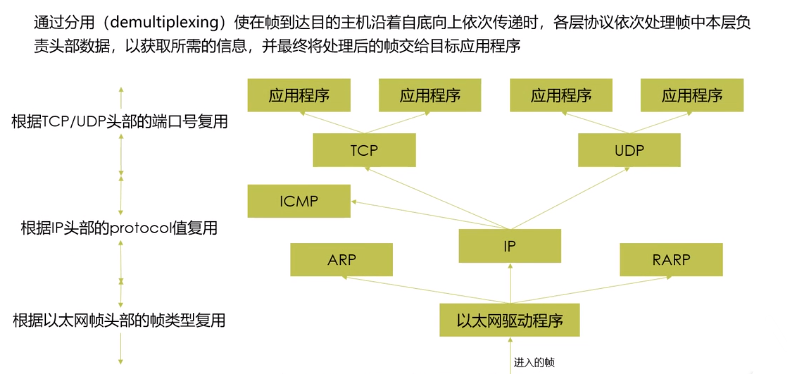 通过分用（demultiplexing）使在帧到达目的主机沿着自底向上依次传递时，各层协议依次处理帧中本层负
责头部数据，以获取所需的信息，并最终将处理后的帧交给目标应用程序
应用程序 应用程序 应用程序 应用程序
根据TCP/UDP头部的端口号复用
TCP UDP
ICMP
根据IP头部的protocol值复用
IP
ARP RARP
根据以太网帧头部的帧类型复用
以太网驱动程序
进入的帧